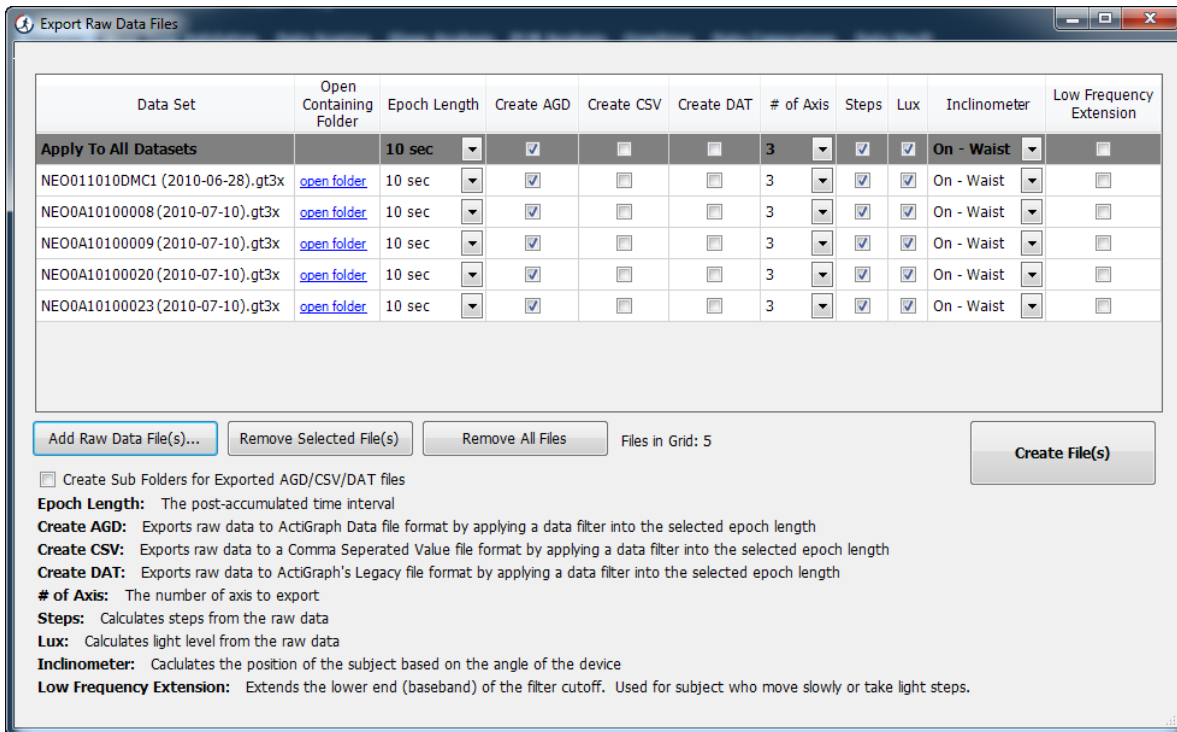 Export Raw Data Files
Data Set Open Containing Folder Epoch Length Create AGD Create CSV Create DAT # of Axis Steps Lux Inclinometer Low Frequency Extension
Apply To All Datasets 10 sec 3 On - Waist
NEO011010DMC1 (2010-06-28).gt3x open folder 10 sec 3 On - Waist
NEO0A10100008 (2010-07-10).gt3x open folder 10 sec 3 On - Waist
NEO0A10100009 (2010-07-10).gt3x open folder 10 sec 3 On - Waist
NEO0A10100020 (2010-07-10).gt3x open folder 10 sec 3 On - Waist
NEO0A10100023 (2010-07-10).gt3x open folder 10 sec 3 On - Waist
Add Raw Data File(s)... Remove Selected File(s) Remove All Files Files in Grid: 5 Create File(s)
Create Sub Folders for Exported AGD/CSV/DAT files
Epoch Length: The post-accumulated time interval
Create AGD: Exports raw data to ActiGraph Data file format by applying a data filter into the selected epoch length
Create CSV: Exports raw data to a Comma Seperated Value file format by applying a data filter into the selected epoch length
Create DAT: Exports raw data to ActiGraph's Legacy file format by applying a data filter into the selected epoch length
# of Axis: The number of axis to export
Steps: Calculates steps from the raw data
Lux: Calculates light level from the raw data
Inclinometer: Caclulates the position of the subject based on the angle of the device
Low Frequency Extension: Extends the lower end (baseband) of the filter cutoff. Used for subject who move slowly or take light steps.